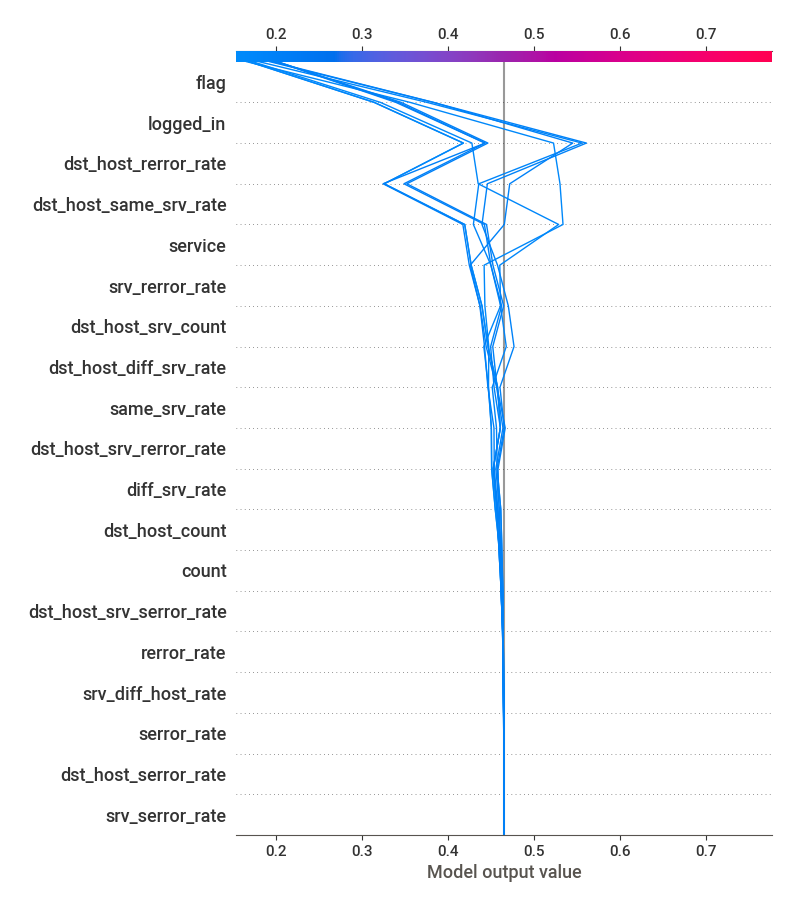 0.2 0.3 0.4 0.5 0.6 0.7
flag
logged_in
dst_host_rerror_rate
dst_host_same_srv_rate
service
srv_rerror_rate
dst_host_srv_count
dst_host_diff_srv_rate
same_srv_rate
dst_host_srv_rerror_rate
diff_srv_rate
dst_host_count
count
dst_host_srv_serror_rate
rerror_rate
srv_diff_host_rate
serror_rate
dst_host_serror_rate
srv_serror_rate
0.2 0.3 0.4 0.5 0.6 0.7
Model output value